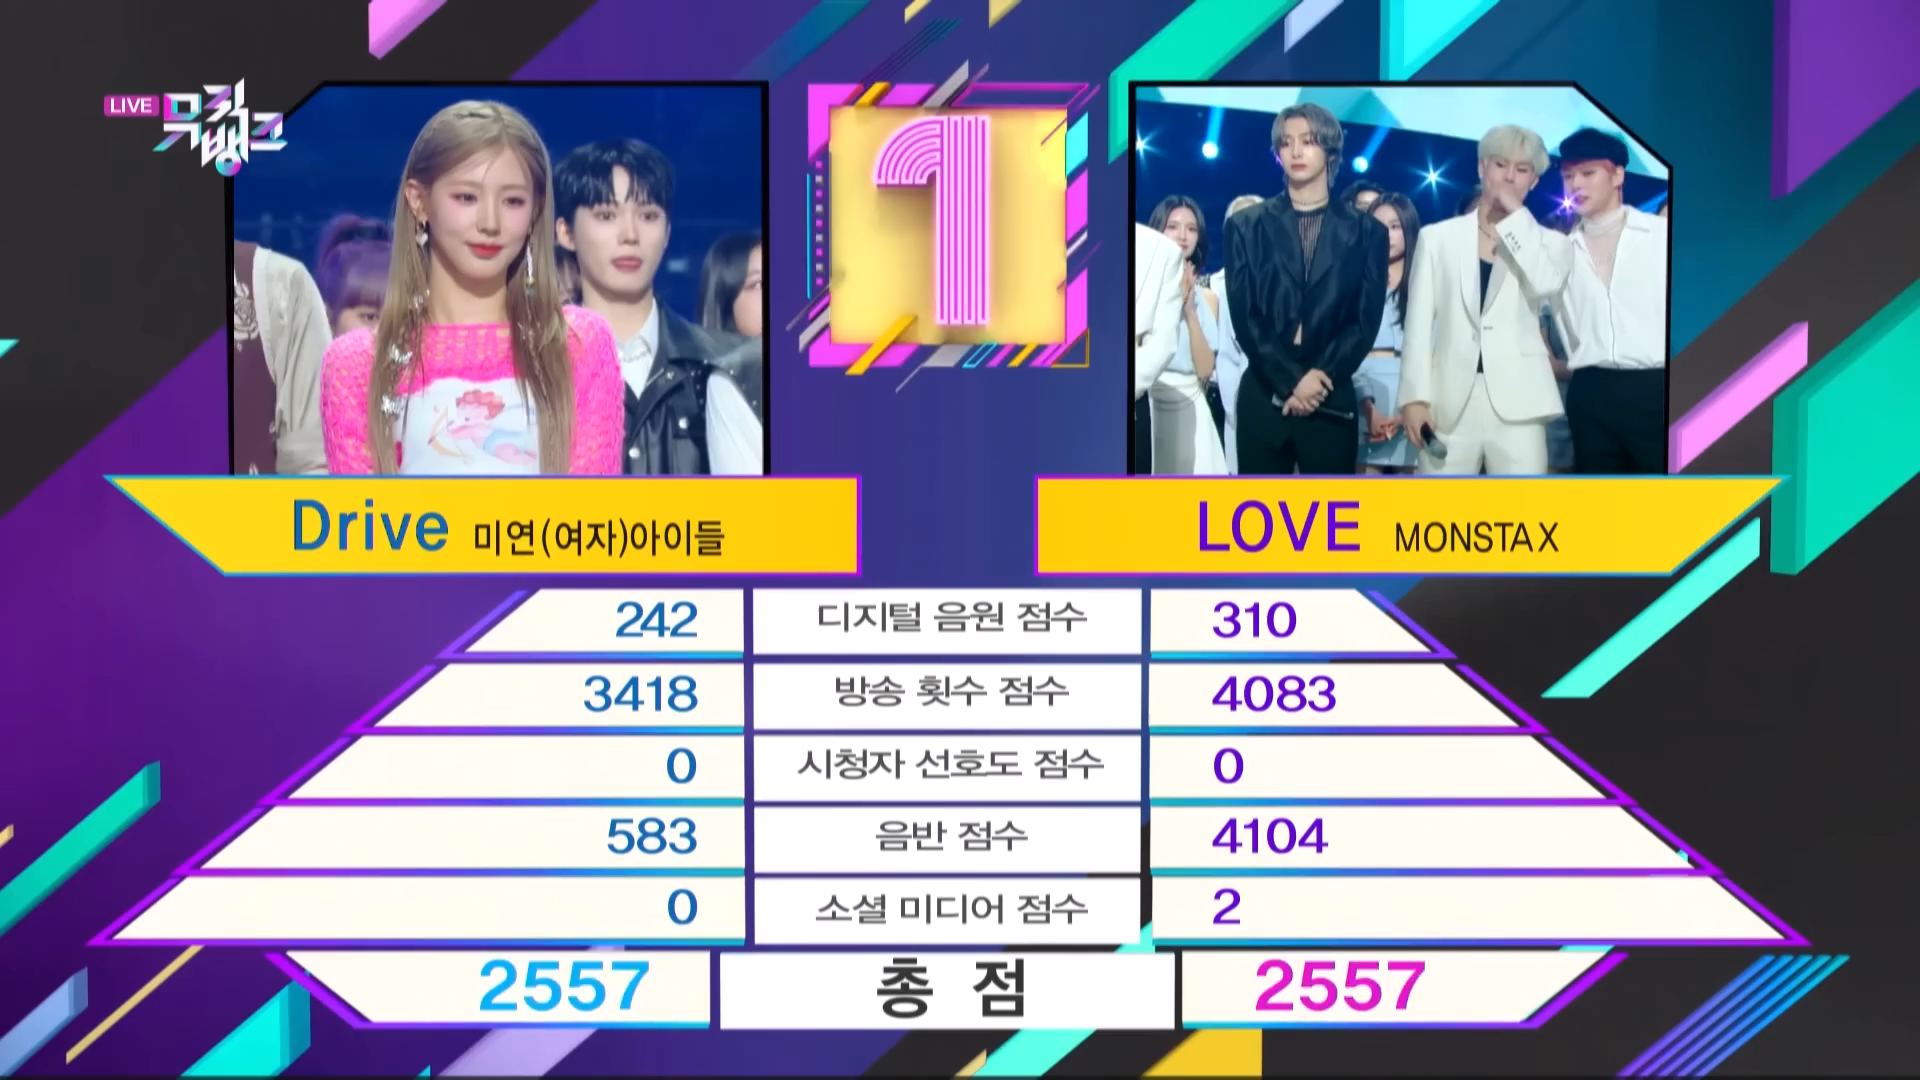 LIVE 뮤직뱅크
1
Drive 미연(여자)아이들
LOVE MONSTA X
242 디지털 음원 점수 310
3418 방송 횟수 점수 4083
0 시청자 선호도 점수 0
583 음반 점수 4104
0 소셜 미디어 점수 2
2557 총 점 2557